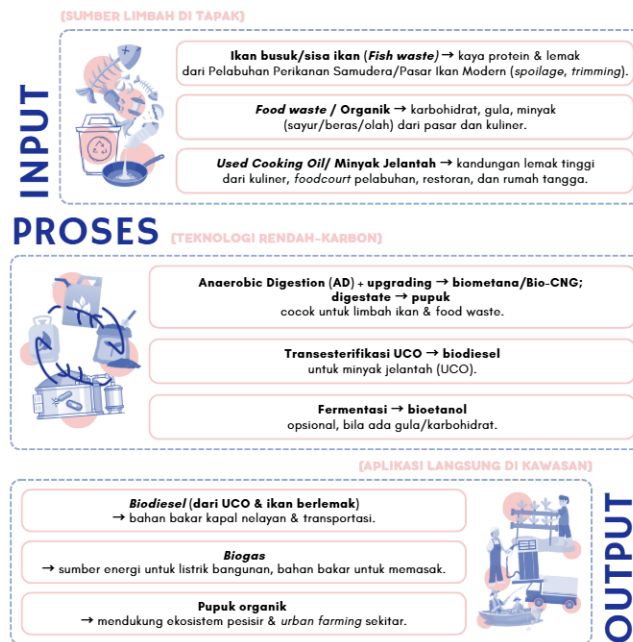 (SUMBER LIMBAH DI TAPAK)
INPUT
Ikan busuk/sisa ikan (Fish waste) → kaya protein & lemak
dari Pelabuhan Perikanan Samudera/Pasar Ikan Modern (spoilage, trimming).
Food waste / Organik → karbohidrat, gula, minyak
(sayur/beras/olah) dari pasar dan kuliner.
Used Cooking Oil/ Minyak Jelantah → kandungan lemak tinggi
dari kuliner, foodcourt pelabuhan, restoran, dan rumah tangga.
PROSES (TEKNOLOGI RENDAH-KARBON)
Anaerobic Digestion (AD) + upgrading → biometana/Bio-CNG;
digestate → pupuk
cocok untuk limbah ikan & food waste.
Transesterifikasi UCO → biodiesel
untuk minyak jelantah (UCO).
Fermentasi → bioetanol
opsional, bila ada gula/karbohidrat.
(APLIKASI LANGSUNG DI KAWASAN)
Biodiesel (dari UCO & ikan berlemak)
→ bahan bakar kapal nelayan & transportasi.
Biogas
→ sumber energi untuk listrik bangunan, bahan bakar untuk memasak.
Pupuk organik
→ mendukung ekosistem pesisir & urban farming sekitar.
OUTPUT